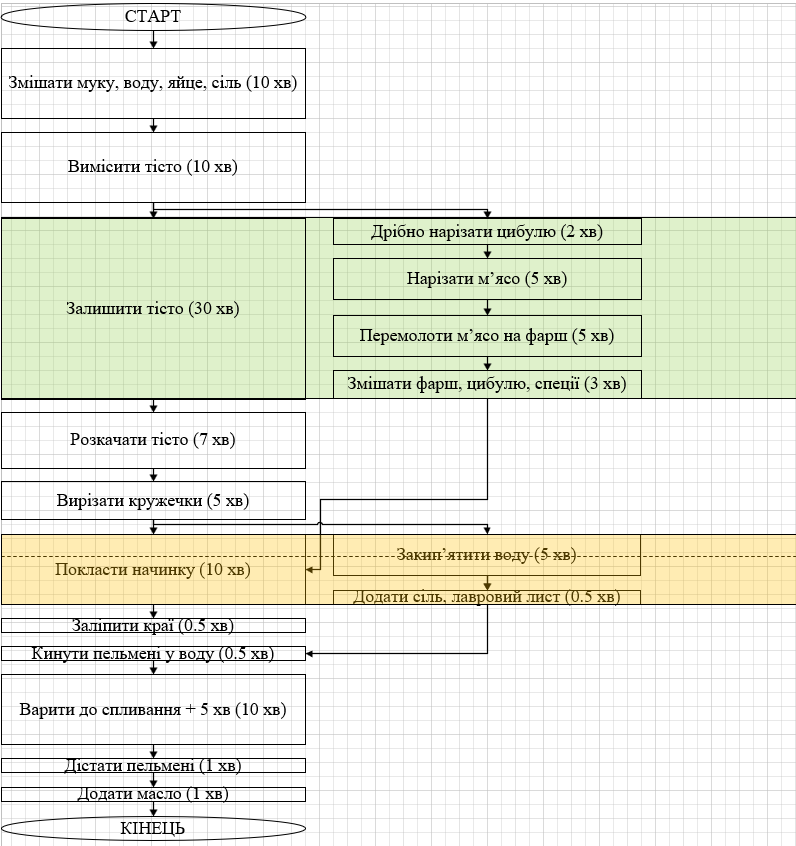 СТАРТ
Змішати муку, воду, яйце, сіль (10 хв)
Вимісити тісто (10 хв)
Залишити тісто (30 хв)
Дрібно нарізати цибулю (2 хв)
Нарізати м’ясо (5 хв)
Перемолоти м’ясо на фарш (5 хв)
Змішати фарш, цибулю, спеції (3 хв)
Розкачати тісто (7 хв)
Вирізати кружечки (5 хв)
Покласти начинку (10 хв)
Закип’ятити воду (5 хв)
Додати сіль, лавровий лист (0.5 хв)
Заліпити краї (0.5 хв)
Кинути пельмені у воду (0.5 хв)
Варити до спливання + 5 хв (10 хв)
Дістати пельмені (1 хв)
Додати масло (1 хв)
КІНЕЦЬ